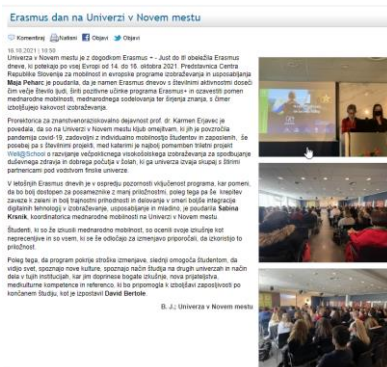 Erasmus dan na Univerzi v Novem mestu
Komentiraj Natisni Objavi Objavi
16.10.2021 | 10:50
Univerza v Novem mestu je z dogodkom Erasmus + - Just do it! obeležila Erasmus
dneve, ki potekajo po vsej Evropi od 14. do 16. oktobra 2021. Predstavnica Centra
Republike Slovenije za mobilnost in evropske programe izobraževanja in usposabljanja
Maja Peharc je poudarila, da je namen Erasmus dnevov s številnimi aktivnostmi doseči
čim večje število ljudi, širiti pozitivne učinke programa Erasmus+ in ozavestiti pomen
mednarodne mobilnosti, mednarodnega sodelovanja ter širjenja znanja, s čimer
izboljšujejo kakovost izobraževanja.
Prorektorica za znanstvenoraziskovalno dejavnost prof. dr. Karmen Erjavec je
povedala, da so na Univerzi v Novem mestu kljub omejitvam, ki jih je povzročila
pandemija covid-19, zadovoljni z individualno mobilnostjo študentov in zaposlenih, še
posebej pa s številnimi projekti, med katerimi je najbolj pomemben triletni projekt
Well@School o razvijanje večpoklicnega visokošolskega izobraževanja za spodbujanje
duševnega zdravja in dobrega počutja v šolah, ki ga univerza izvaja skupaj s štirimi
partnericami pod vodstvom finske univerze.
V letošnjih Erasmus dnevih je v ospredju pozornosti vključenost programa, kar pomeni,
da bo bolj dostopen za posameznike z manj priložnostmi, poleg tega pa še krepitev
zaveze k zeleni in bolj trajnostni prihodnosti in delovanje v smeri boljše integracije
digitalnih tehnologij v izobraževanje, usposabljanje in mladino, je poudarila Sabina
Krsnik, koordinatorica mednarodne mobilnosti na Univerzi v Novem mestu.
Študenti, ki so že izkusili mednarodno mobilnost, so ocenili svoje izkušnje kot
neprecenljive in so vsem, ki se še odločajo za izmenjavo priporočali, da izkoristijo to
priložnost.
Poleg tega, da program pokrije stroške izmenjave, slednji omogoča študentom, da
vidijo svet, spoznajo nove kulture, spoznajo način študija na drugih univerzah in način
dela v tujih institucijah, kar jim doprinese bogate izkušnje, nova prijateljstva,
medkulturne kompetence in referenco, ki bo pripomogla k izboljšavi zaposljivosti po
končanem študiju, kot je izpostavil David Bertole.
B. J.; Univerza v Novem mestu